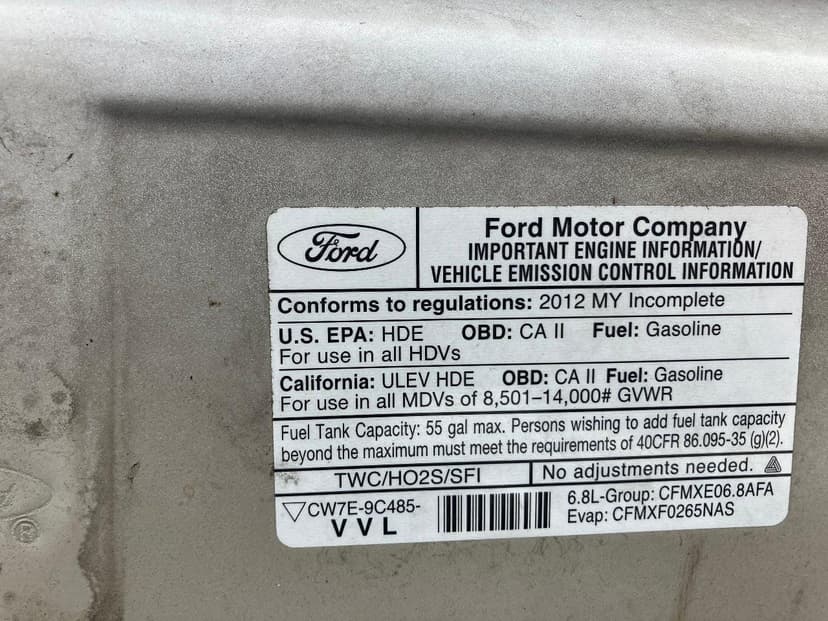 Ford
Ford Motor Company
IMPORTANT ENGINE INFORMATION/
VEHICLE EMISSION CONTROL INFORMATION
Conforms to regulations: 2012 MY Incomplete
U.S. EPA: HDE OBD: CA II Fuel: Gasoline
For use in all HDVs
California: ULEV HDE OBD: CA II Fuel: Gasoline
For use in all MDVs of 8,501–14,000# GVWR
Fuel Tank Capacity: 55 gal max. Persons wishing to add fuel tank capacity
beyond the maximum must meet the requirements of 40CFR 86.095-35 (g)(2).
TWC/HO2S/SFI
No adjustments needed.
CW7E-9C485-
VVL
6.8L-Group: CFMXE06.8AFA
Evap: CFMXF0265NAS
®